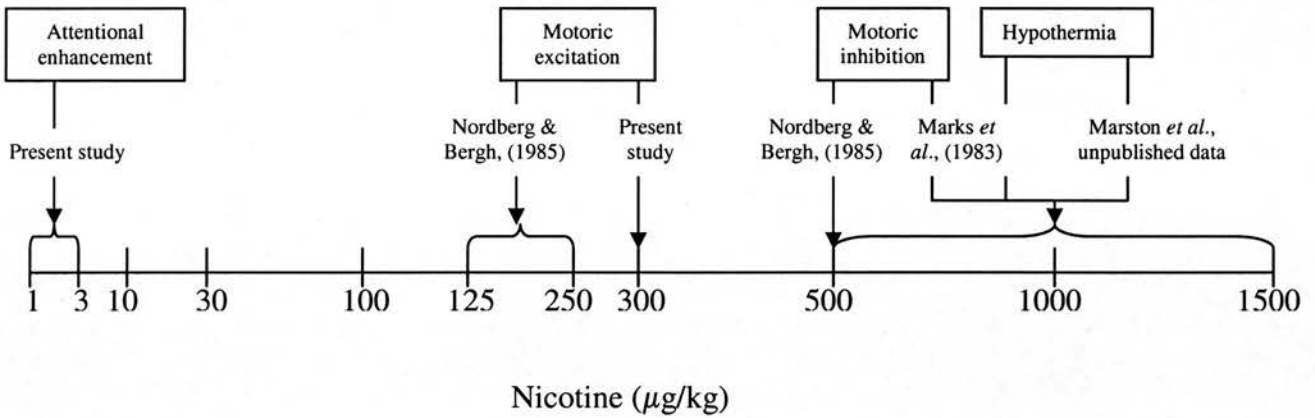 Attentional
enhancement
Motoric
excitation
Motoric
inhibition
Hypothermia
Present study
Nordberg &
Bergh, (1985)
Present
study
Nordberg &
Bergh, (1985)
Marks et
al., (1983)
Marston et al.,
unpublished data
1 3 10 30 100 125 250 300 500 1000 1500
Nicotine (μg/kg)